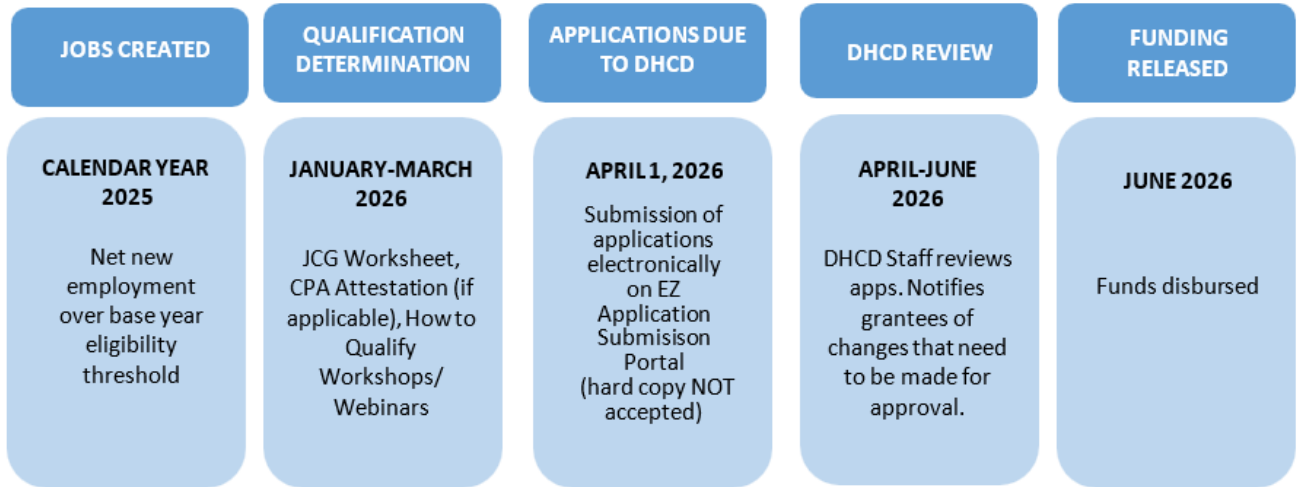 JOBS CREATED
CALENDAR YEAR
2025
Net new
employment
over base year
eligibility
threshold
QUALIFICATION
DETERMINATION
JANUARY-MARCH
2026
JCG Worksheet,
CPA Attestation (if
applicable), How to
Qualify
Workshops/
Webinars
APPLICATIONS DUE
TO DHCD
APRIL 1, 2026
Submission of
applications
electronically
on EZ
Application
Submisison
Portal
(hard copy NOT
accepted)
DHCD REVIEW
APRIL-JUNE
2026
DHCD Staff reviews
apps. Notifies
grantees of
changes that need
to be made for
approval.
FUNDING
RELEASED
JUNE 2026
Funds disbursed